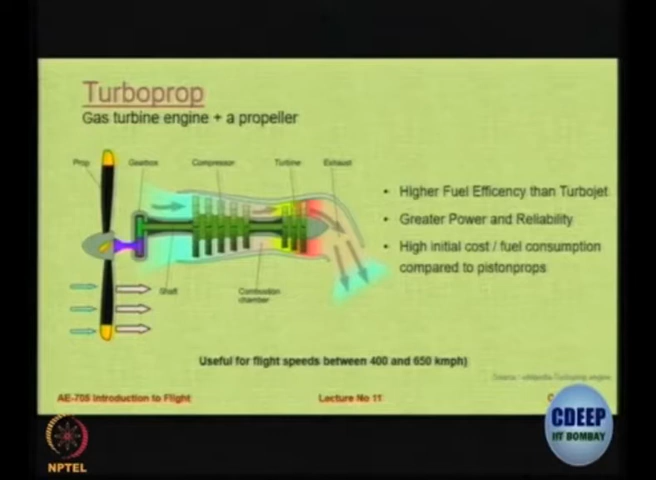 Turboprop
Gas turbine engine + a propeller
Prop Gearbox Compressor Turbine Exhaust
• Higher Fuel Efficency than Turbojet
• Greater Power and Reliability
• High initial cost / fuel consumption
compared to pistonprops
Shaft Combustion
chamber
Useful for flight speeds between 400 and 650 kmph)
AE-705 Introduction to Flight Lecture No 11
CDEEP
IIT BOMBAY
NPTEL